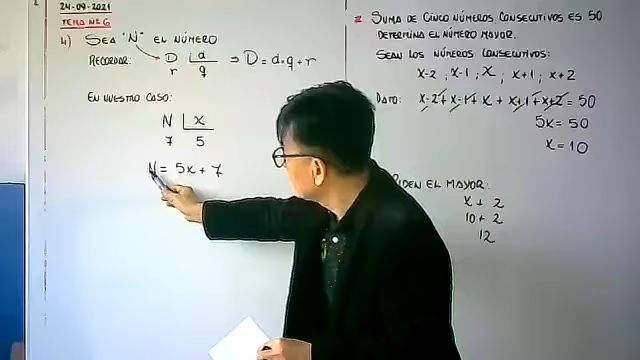 24-09-2021
TEMA Nº6
4) SEA "N" EL NÚMERO
RECORDAR: D | d
r q
⇒ D = d·q + r
EN NUESTRO CASO:
N | x
7 5
N = 5x + 7
2 SUMA DE CINCO NÚMEROS CONSECUTIVOS ES 50
DETERMINA EL NÚMERO MAYOR.
SEAN LOS NÚMEROS CONSECUTIVOS:
x-2 ; x-1 ; x ; x+1 ; x+2
DATO: x-2 + x-1 + x + x+1 + x+2 = 50
5x = 50
x = 10
PIDEN EL MAYOR:
x + 2
10 + 2
12